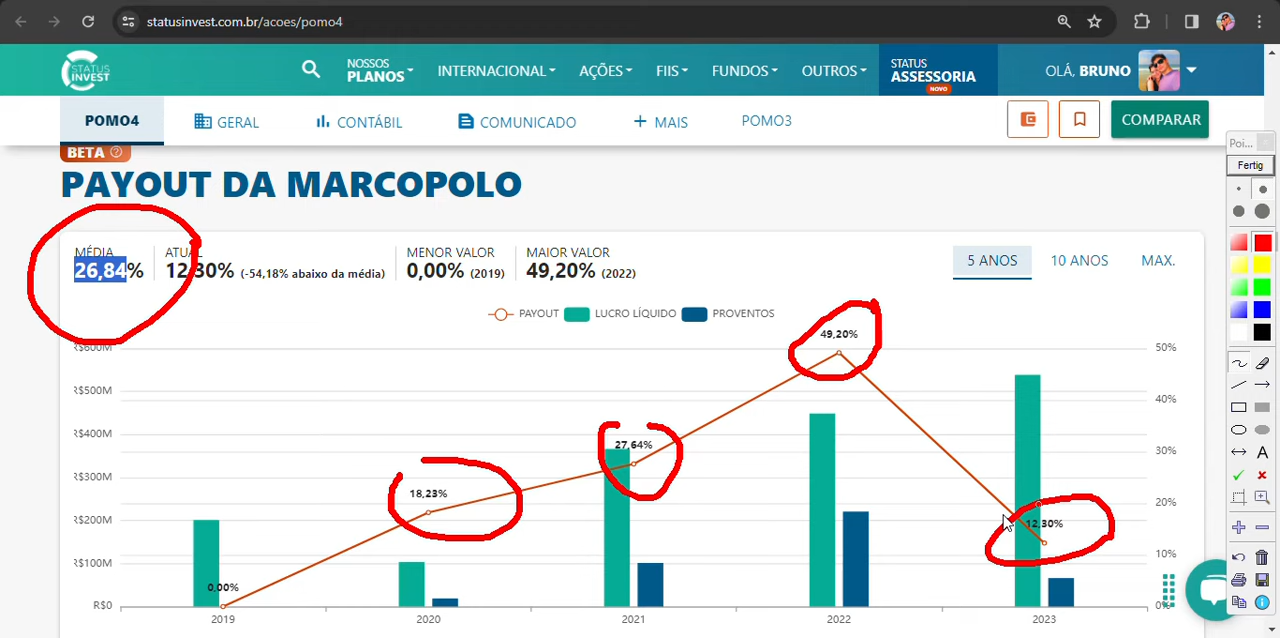 statusinvest.com.br/acoes/pomo4
STATUS
INVEST
NOSSOS
PLANOS
INTERNACIONAL
AÇÕES
FIIS
FUNDOS
OUTROS
STATUS
ASSESSORIA
NOVO
OLÁ, BRUNO
POMO4
GERAL
CONTÁBIL
COMUNICADO
MAIS
POMO3
COMPARAR
BETA ?
PAYOUT DA MARCOPOLO
Poi...
Fertig
MÉDIA
26,84%
ATUAL
12,30% (-54,18% abaixo da média)
MENOR VALOR
0,00% (2019)
MAIOR VALOR
49,20% (2022)
5 ANOS
10 ANOS
MAX.
PAYOUT
LUCRO LÍQUIDO
PROVENTOS
R$600M
R$500M
R$400M
R$300M
R$200M
R$100M
R$0
0,00%
18,23%
27,64%
49,20%
12,30%
50%
40%
30%
20%
10%
0%
2019
2020
2021
2022
2023
A